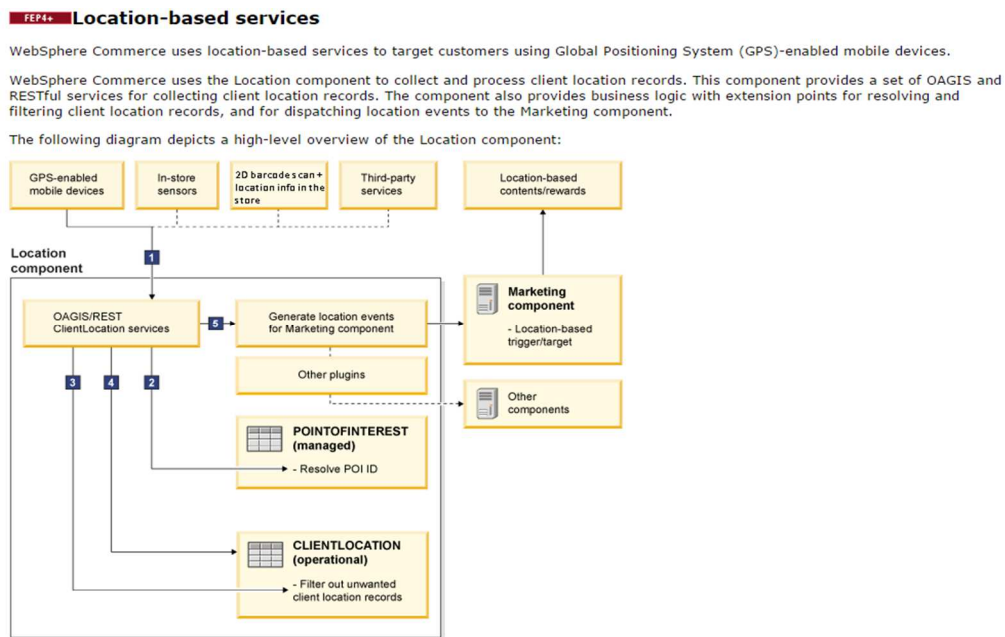 FEP4+ Location-based services
WebSphere Commerce uses location-based services to target customers using Global Positioning System (GPS)-enabled mobile devices.
WebSphere Commerce uses the Location component to collect and process client location records. This component provides a set of OAGIS and
RESTful services for collecting client location records. The component also provides business logic with extension points for resolving and
filtering client location records, and for dispatching location events to the Marketing component.
The following diagram depicts a high-level overview of the Location component:
GPS-enabled
mobile devices
In-store
sensors
2D barcode scan +
location info in the
store
Third-party
services
Location-based
contents/rewards
Location
component
1
OAGIS/REST
ClientLocation services
5
Generate location events
for Marketing component
Marketing
component
- Location-based
trigger/target
Other plugins
3
4
2
Other
components
POINTOFINTEREST
(managed)
- Resolve POI ID
CLIENTLOCATION
(operational)
- Filter out unwanted
client location records